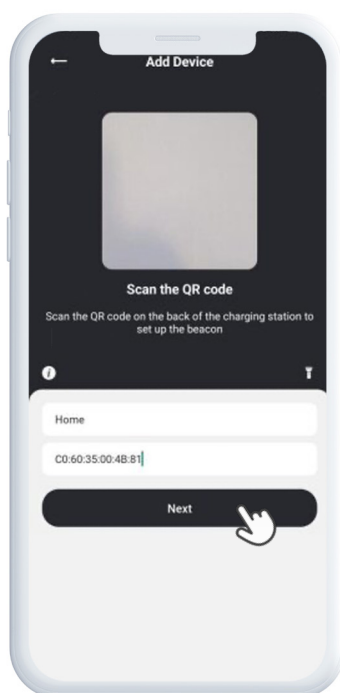 Add Device
Scan the QR code
Scan the QR code on the back of the charging station to
set up the beacon
Home
C0:60:35:00:4B:81
Next